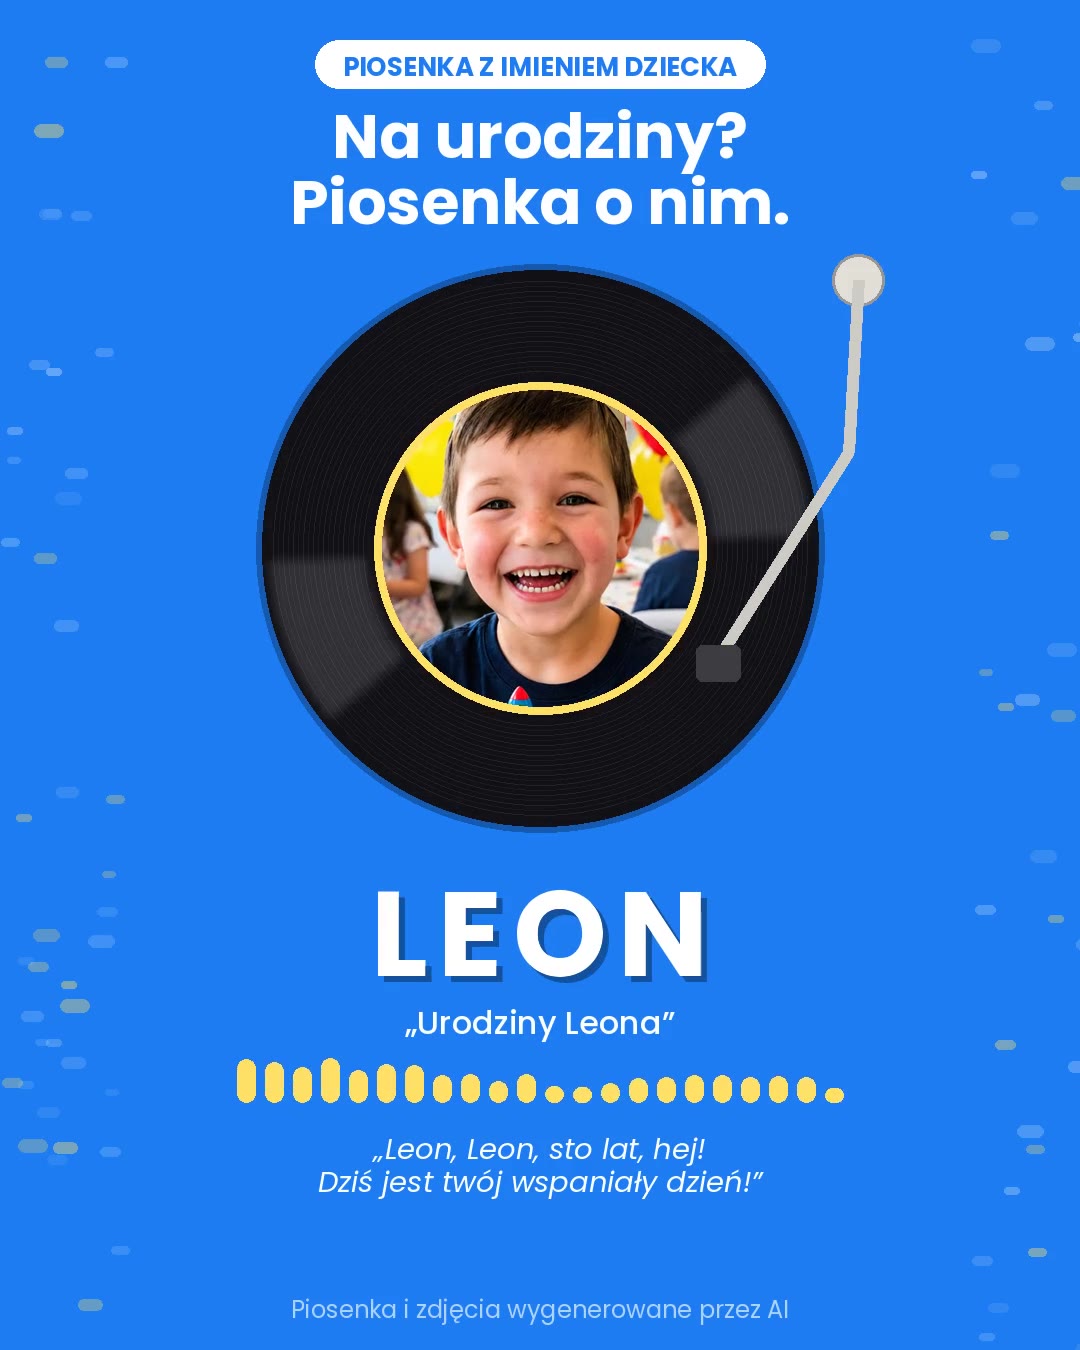 PIOSENKA Z IMIENIEM DZIECKA
Na urodziny?
Piosenka o nim.
LEON
„Urodziny Leona”
„Leon, Leon, sto lat, hej!
Dziś jest twój wspaniały dzień!”
Piosenka i zdjęcia wygenerowane przez AI